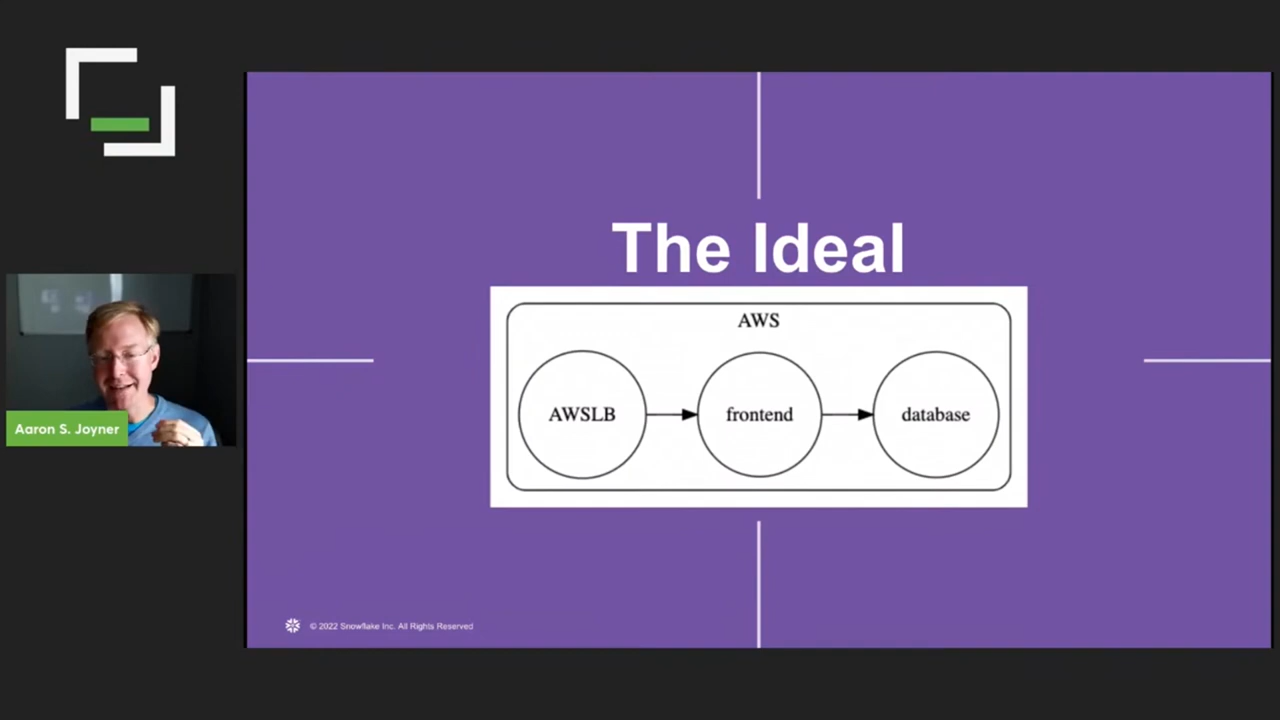 The Ideal
AWS
AWSLB
frontend
database
Aaron S. Joyner
© 2022 Snowflake Inc. All Rights Reserved